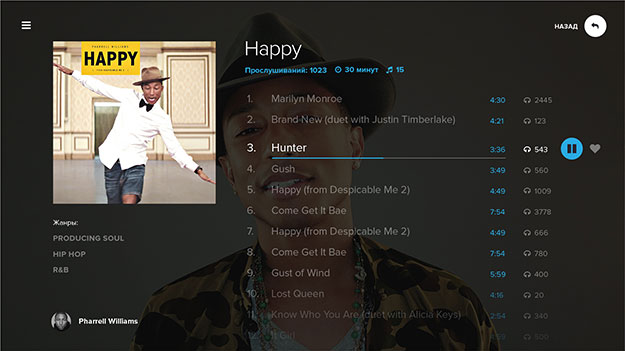 НАЗАД
PHARRELL WILLIAMS
HAPPY
Happy
Прослушиваний: 1023 30 минут 15
1. Marilyn Monroe 4:30 2445
2. Brand-New (duet with Justin Timberlake) 4:21 123
3. Hunter 3:36 543
4. Gush 3:49 560
5. Happy (from Despicable Me 2) 4:49 1009
6. Come Get It Bae 7:54 3778
7. Happy (from Despicable Me 2) 4:49 666
8. Come Get It Bae 7:54 780
9. Gust of Wind 5:59 400
10. Lost Queen 4:16 20
11. Know Who You Are (duet with Alicia Keys) 2:54 340
12. It Girl 4:59 500
Жанры:
PRODUCING SOUL
HIP HOP
R&B
Pharrell Williams